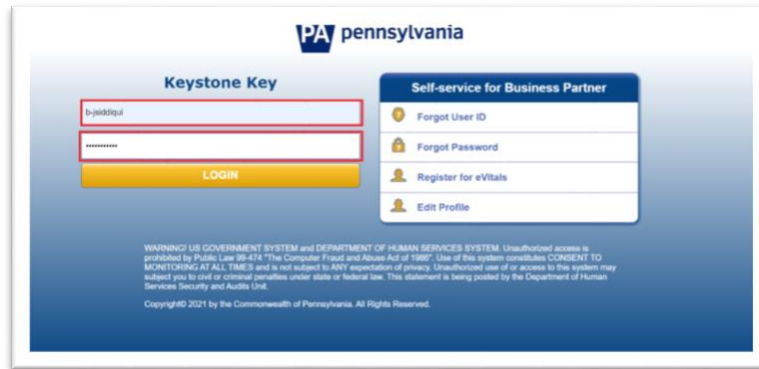 PA pennsylvania
Keystone Key
b-jsiddiqui
•••••••••••
LOGIN
Self-service for Business Partner
Forgot User ID
Forgot Password
Register for eVitals
Edit Profile
WARNING! US GOVERNMENT SYSTEM and DEPARTMENT OF HUMAN SERVICES SYSTEM. Unauthorized access is
prohibited by Public Law 99-474 "The Computer Fraud and Abuse Act of 1986". Use of this system constitutes CONSENT TO
MONITORING AT ALL TIMES and is not subject to ANY expectation of privacy. Unauthorized use of or access to this system may
subject you to civil or criminal penalties under state or federal law. This statement is being posted by the Department of Human
Services Security and Audits Unit.
Copyright© 2021 by the Commonwealth of Pennsylvania. All Rights Reserved.